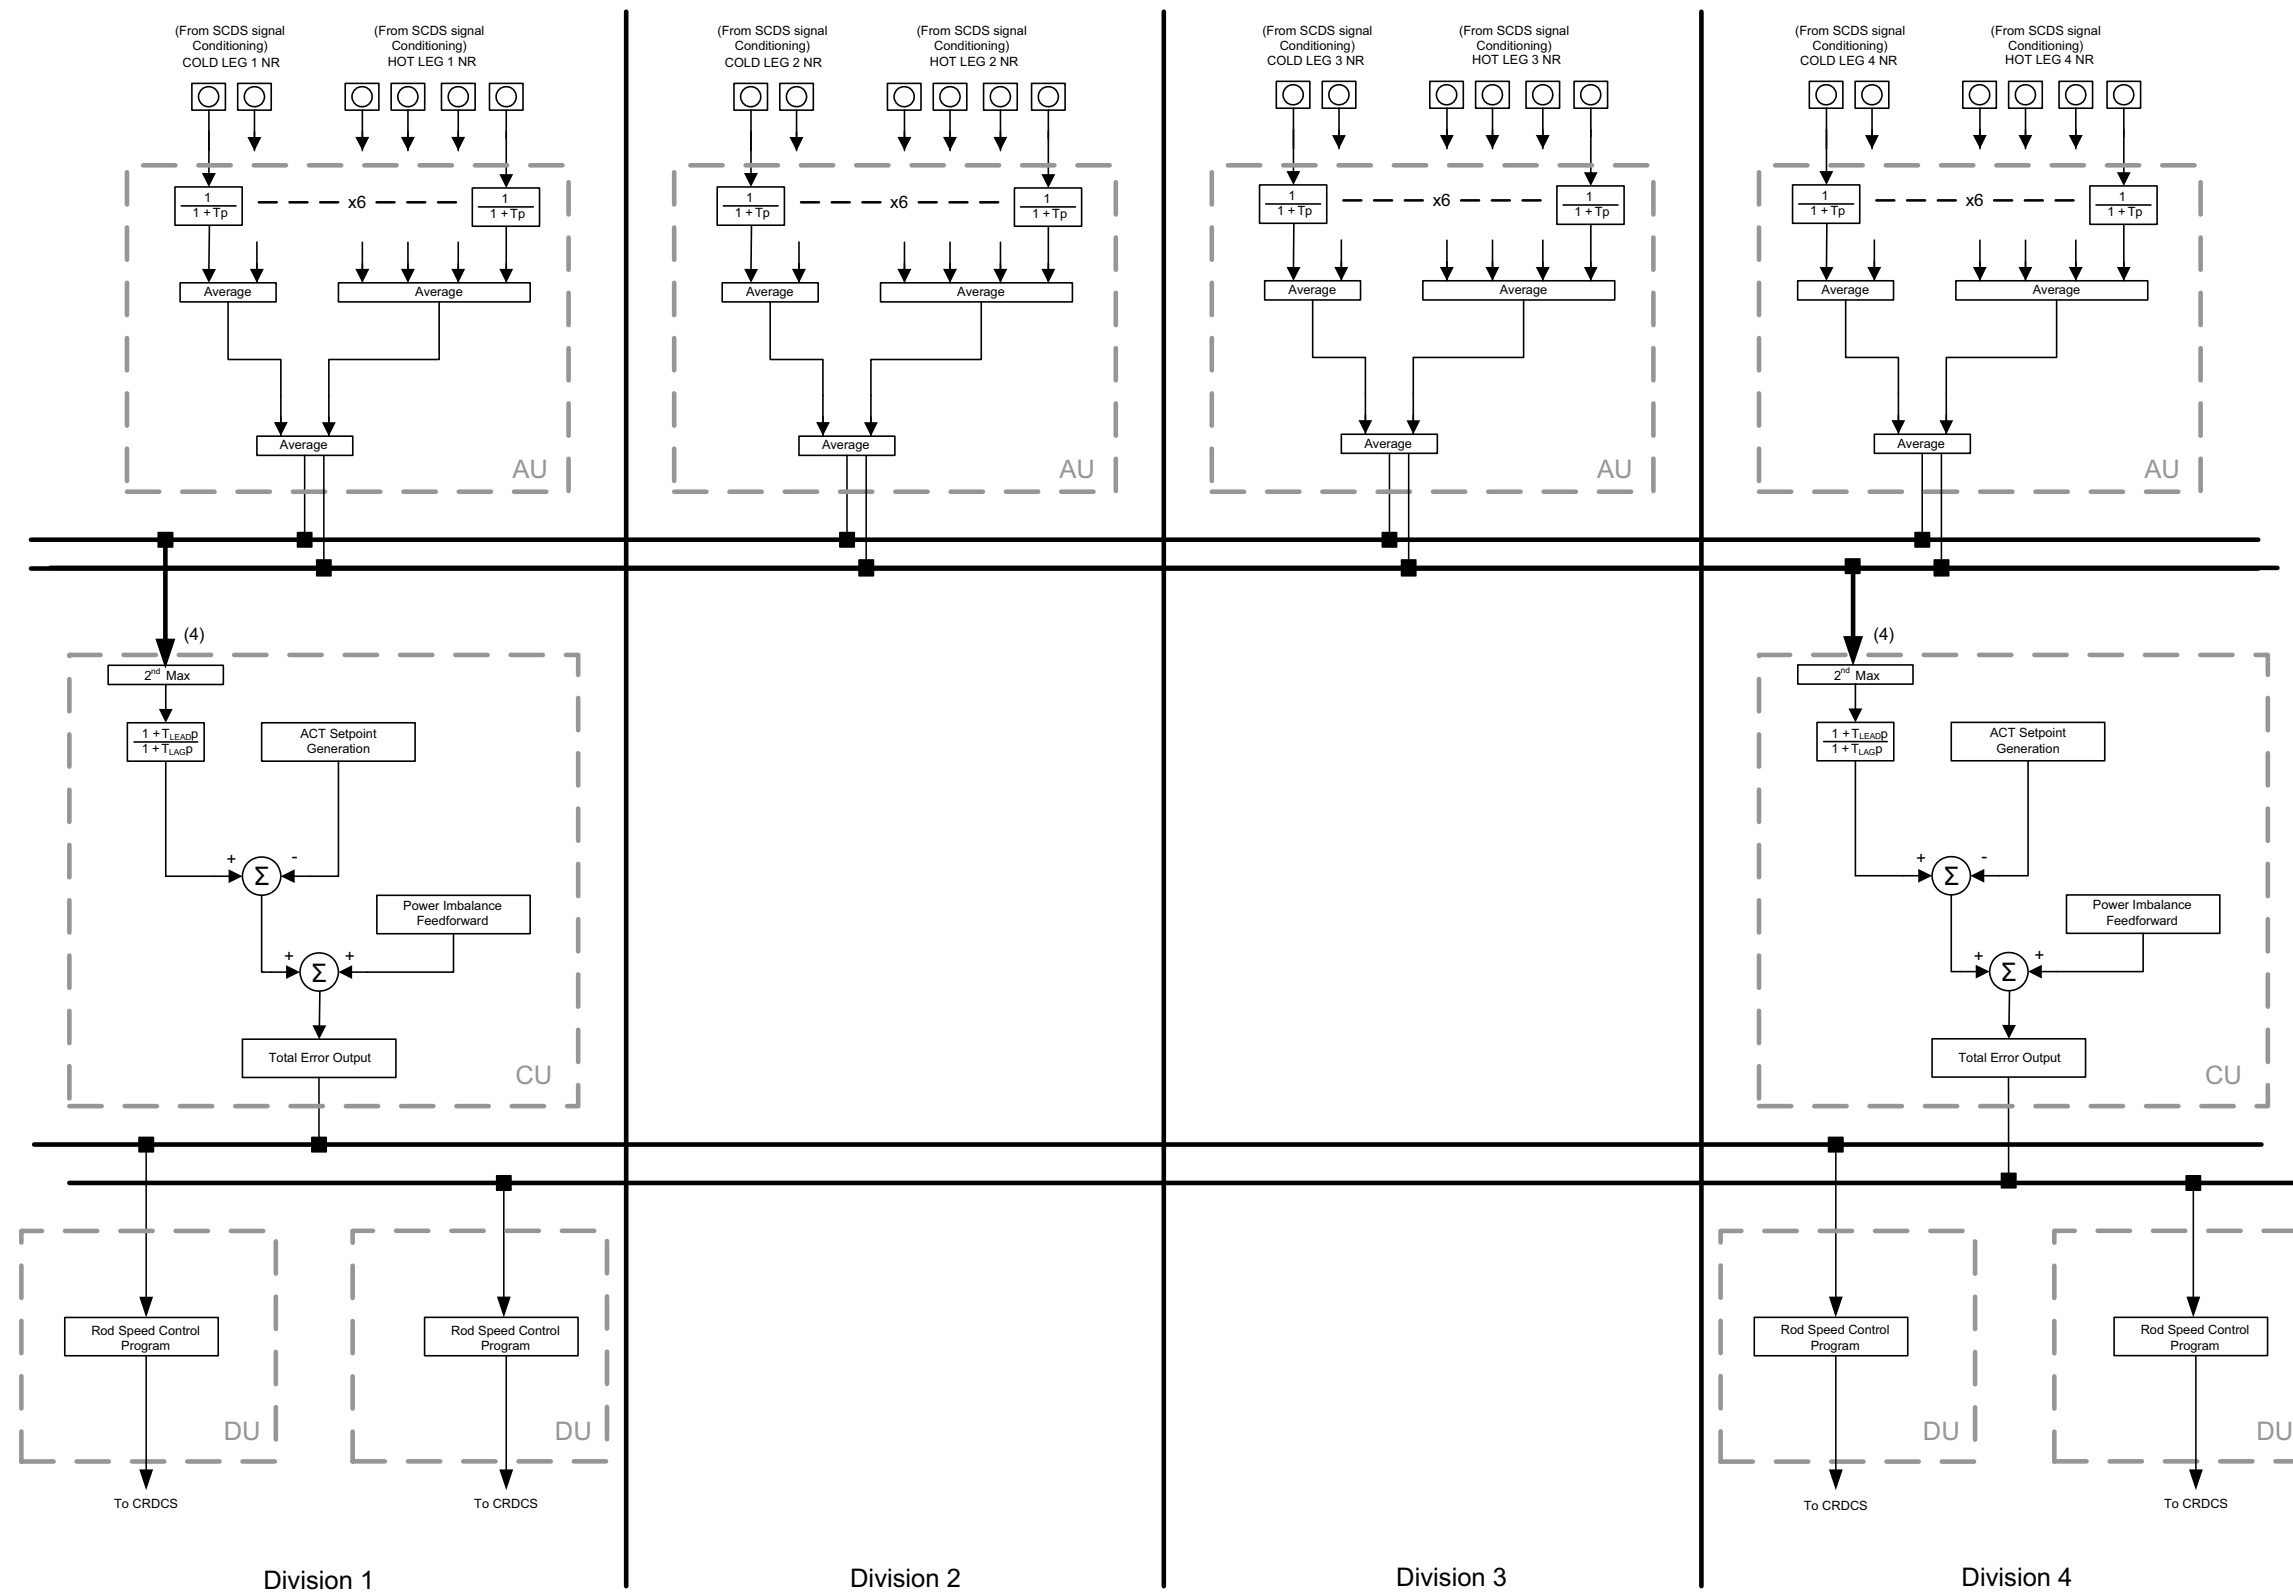 (From SCDS signal
Conditioning)
COLD LEG 1 NR
(From SCDS signal
Conditioning)
HOT LEG 1 NR
1
1 + Tp
x6
1
1 + Tp
Average
Average
Average
AU
(From SCDS signal
Conditioning)
COLD LEG 2 NR
(From SCDS signal
Conditioning)
HOT LEG 2 NR
1
1 + Tp
x6
1
1 + Tp
Average
Average
Average
AU
(From SCDS signal
Conditioning)
COLD LEG 3 NR
(From SCDS signal
Conditioning)
HOT LEG 3 NR
1
1 + Tp
x6
1
1 + Tp
Average
Average
Average
AU
(From SCDS signal
Conditioning)
COLD LEG 4 NR
(From SCDS signal
Conditioning)
HOT LEG 4 NR
1
1 + Tp
x6
1
1 + Tp
Average
Average
Average
AU
(4)
2nd Max
1 + TLEADp
1 + TLAGp
ACT Setpoint
Generation
+
-
Σ
Power Imbalance
Feedforward
+
+
Σ
Total Error Output
CU
(4)
2nd Max
1 + TLEADp
1 + TLAGp
ACT Setpoint
Generation
+
-
Σ
Power Imbalance
Feedforward
+
+
Σ
Total Error Output
CU
Rod Speed Control
Program
DU
To CRDCS
Rod Speed Control
Program
DU
To CRDCS
Rod Speed Control
Program
DU
To CRDCS
Rod Speed Control
Program
DU
To CRDCS
Division 1
Division 2
Division 3
Division 4